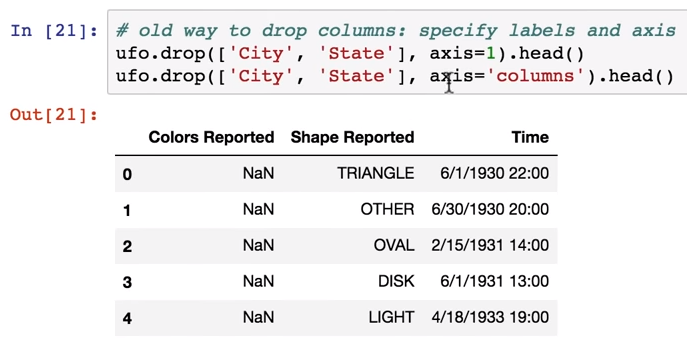 In [21]: # old way to drop columns: specify labels and axis
ufo.drop(['City', 'State'], axis=1).head()
ufo.drop(['City', 'State'], axis='columns').head()
Out[21]:
Colors Reported Shape Reported Time
0 NaN TRIANGLE 6/1/1930 22:00
1 NaN OTHER 6/30/1930 20:00
2 NaN OVAL 2/15/1931 14:00
3 NaN DISK 6/1/1931 13:00
4 NaN LIGHT 4/18/1933 19:00